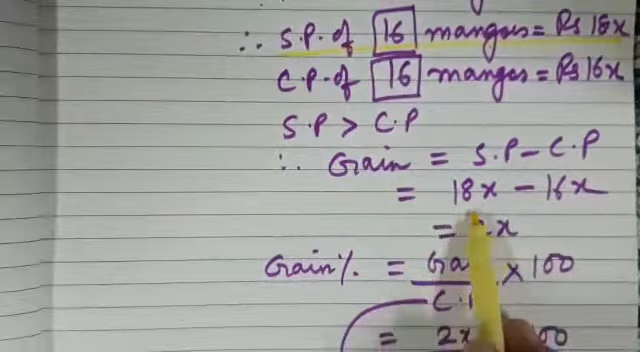 ∴ S.P. of 16 mangoes = Rs 18x
C.P. of 16 mangoes = Rs 16x
S.P > C.P
∴ Gain = S.P - C.P
= 18x - 16x
= x
Gain% = × 100
= 2x